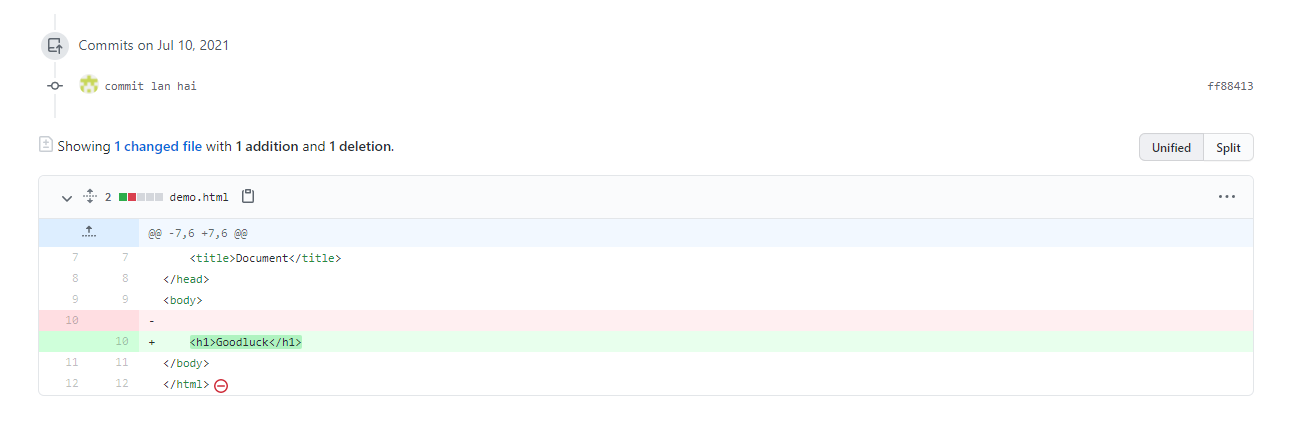 Commits on Jul 10, 2021
commit lan hai ff88413
Showing 1 changed file with 1 addition and 1 deletion.
Unified Split
2 demo.html
@@ -7,6 +7,6 @@
7 7 <title>Document</title>
8 8 </head>
9 9 <body>
10 -
10 + <h1>Goodluck</h1>
11 11 </body>
12 12 </html>